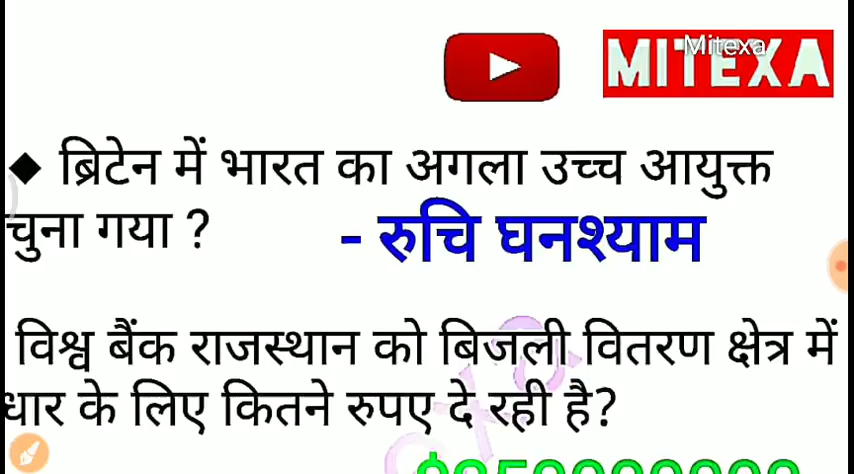 MITEXA
Mitexa
◆ ब्रिटेन में भारत का अगला उच्च आयुक्त
चुना गया ?
- रुचि घनश्याम
विश्व बैंक राजस्थान को बिजली वितरण क्षेत्र में
धार के लिए कितने रुपए दे रही है?